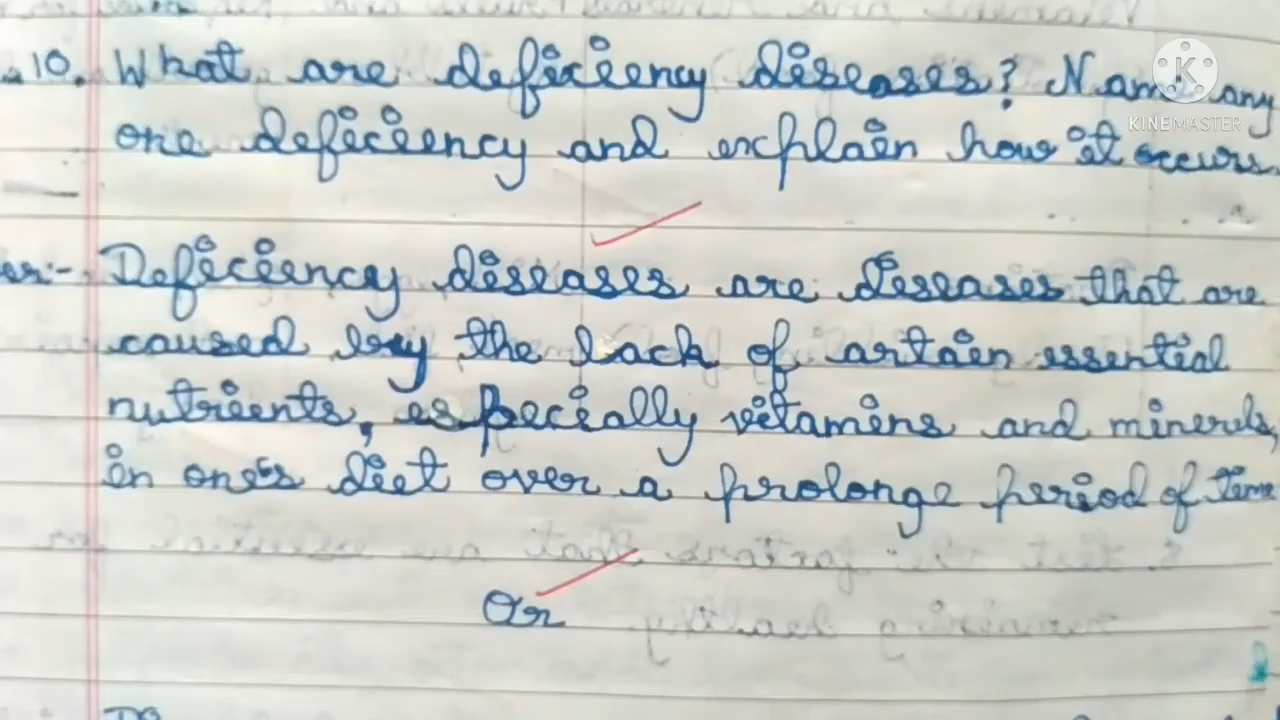 10. What are deficiency diseases? Name any
KINEMASTER
one deficiency and explain how it occurs.
er:- Deficiency diseases are diseases that are
caused by the lack of certain essential
nutrients, especially vitamins and minerals,
in one's diet over a prolonge period of time
Or